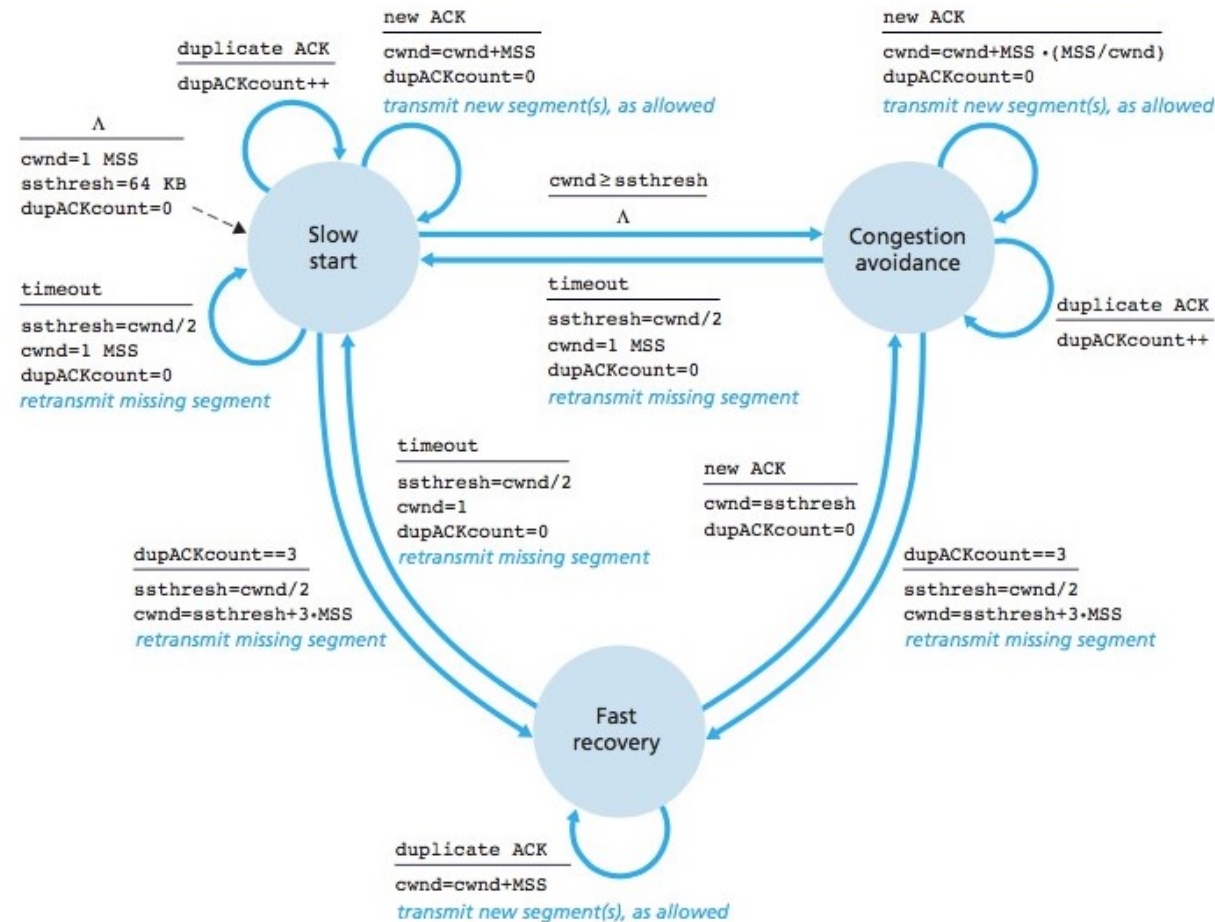 new ACK
cwnd=cwnd+MSS
dupACKcount=0
transmit new segment(s), as allowed
new ACK
cwnd=cwnd+MSS •(MSS/cwnd)
dupACKcount=0
transmit new segment(s), as allowed
duplicate ACK
dupACKcount++
Λ
cwnd=1 MSS
ssthresh=64 KB
dupACKcount=0
Slow
start
cwnd≥ssthresh
Λ
Congestion
avoidance
timeout
ssthresh=cwnd/2
cwnd=1 MSS
dupACKcount=0
retransmit missing segment
timeout
ssthresh=cwnd/2
cwnd=1 MSS
dupACKcount=0
retransmit missing segment
duplicate ACK
dupACKcount++
timeout
ssthresh=cwnd/2
cwnd=1
dupACKcount=0
retransmit missing segment
new ACK
cwnd=ssthresh
dupACKcount=0
dupACKcount==3
ssthresh=cwnd/2
cwnd=ssthresh+3•MSS
retransmit missing segment
dupACKcount==3
ssthresh=cwnd/2
cwnd=ssthresh+3•MSS
retransmit missing segment
Fast
recovery
duplicate ACK
cwnd=cwnd+MSS
transmit new segment(s), as allowed